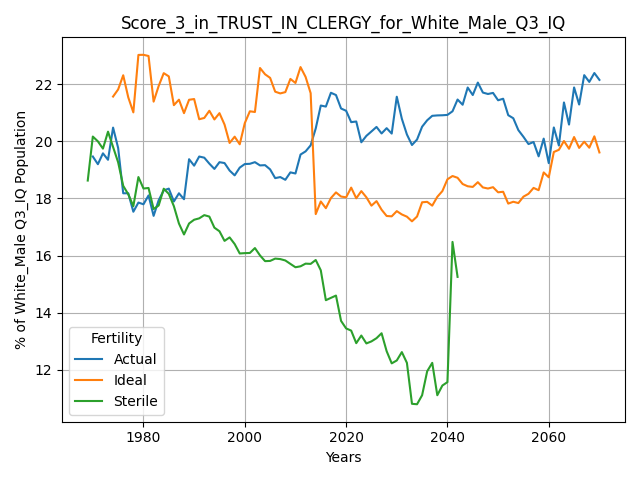 Score_3_in_TRUST_IN_CLERGY_for_White_Male_Q3_IQ
% of White_Male Q3_IQ Population
22
20
18
16
14
12
Fertility
Actual
Ideal
Sterile
1980
2000
2020
2040
2060
Years